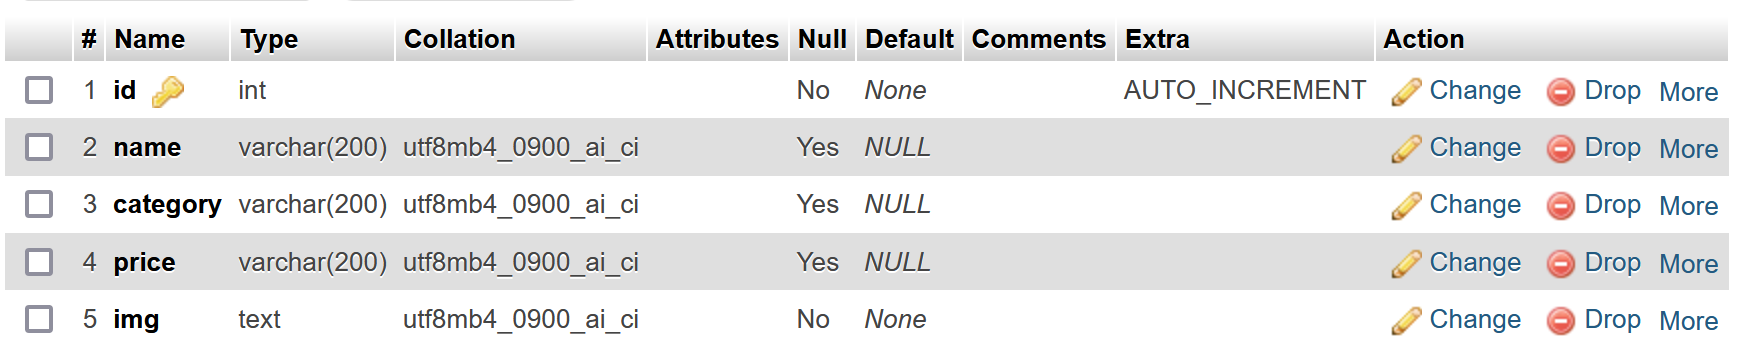 # Name Type Collation Attributes Null Default Comments Extra Action
1 id int No None AUTO_INCREMENT Change Drop More
2 name varchar(200) utf8mb4_0900_ai_ci Yes NULL Change Drop More
3 category varchar(200) utf8mb4_0900_ai_ci Yes NULL Change Drop More
4 price varchar(200) utf8mb4_0900_ai_ci Yes NULL Change Drop More
5 img text utf8mb4_0900_ai_ci No None Change Drop More